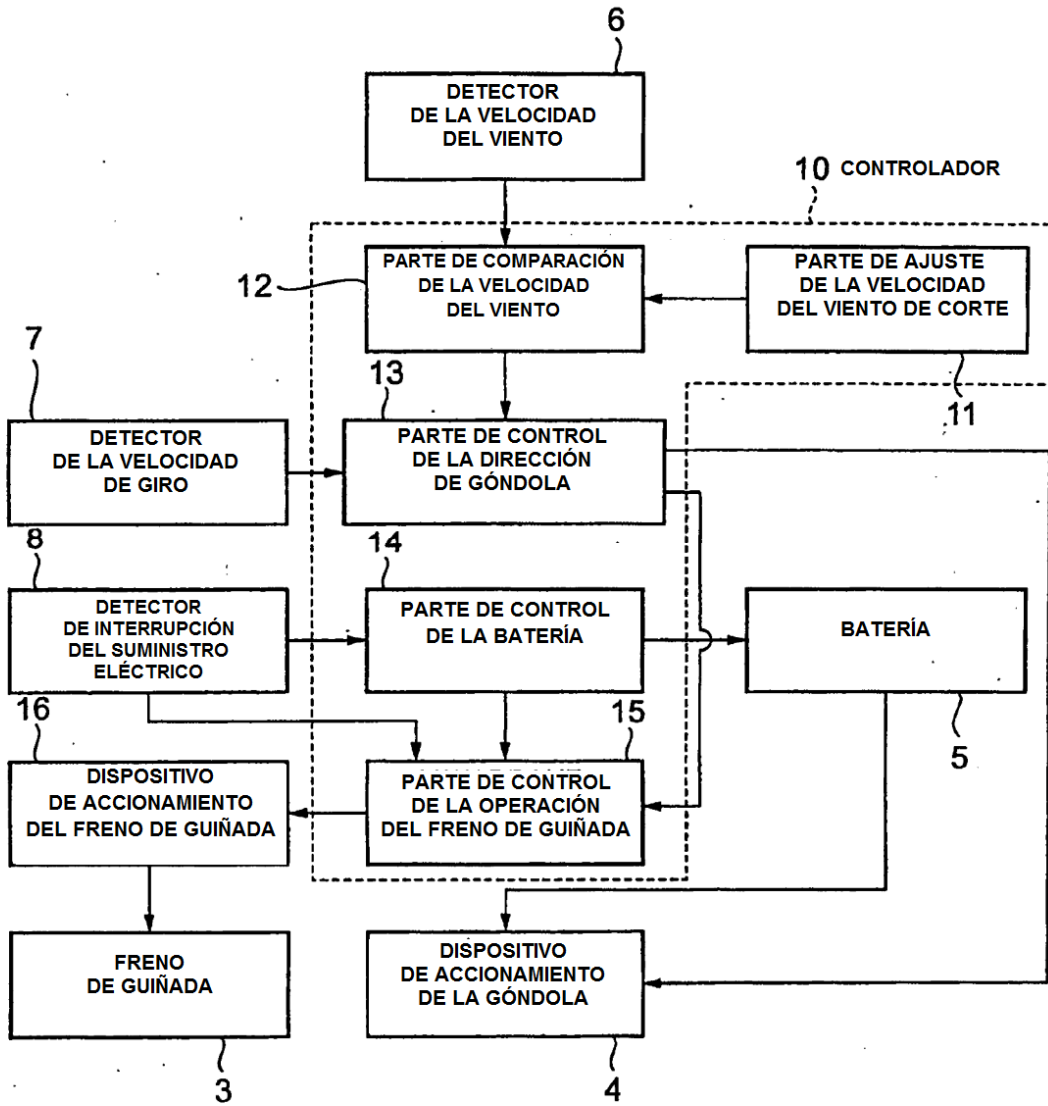 6
DETECTOR
DE LA VELOCIDAD
DEL VIENTO
10 CONTROLADOR
12
PARTE DE COMPARACIÓN
DE LA VELOCIDAD
DEL VIENTO
PARTE DE AJUSTE
DE LA VELOCIDAD
DEL VIENTO DE CORTE
11
7
DETECTOR
DE LA VELOCIDAD
DE GIRO
13
PARTE DE CONTROL
DE LA DIRECCIÓN
DE GÓNDOLA
8
DETECTOR
DE INTERRUPCIÓN
DEL SUMINISTRO
ELÉCTRICO
14
PARTE DE CONTROL
DE LA BATERÍA
BATERÍA
5
16
DISPOSITIVO
DE ACCIONAMIENTO
DEL FRENO DE GUIÑADA
15
PARTE DE CONTROL
DE LA OPERACIÓN
DEL FRENO DE GUIÑADA
FRENO
DE GUIÑADA
3
DISPOSITIVO
DE ACCIONAMIENTO
DE LA GÓNDOLA
4